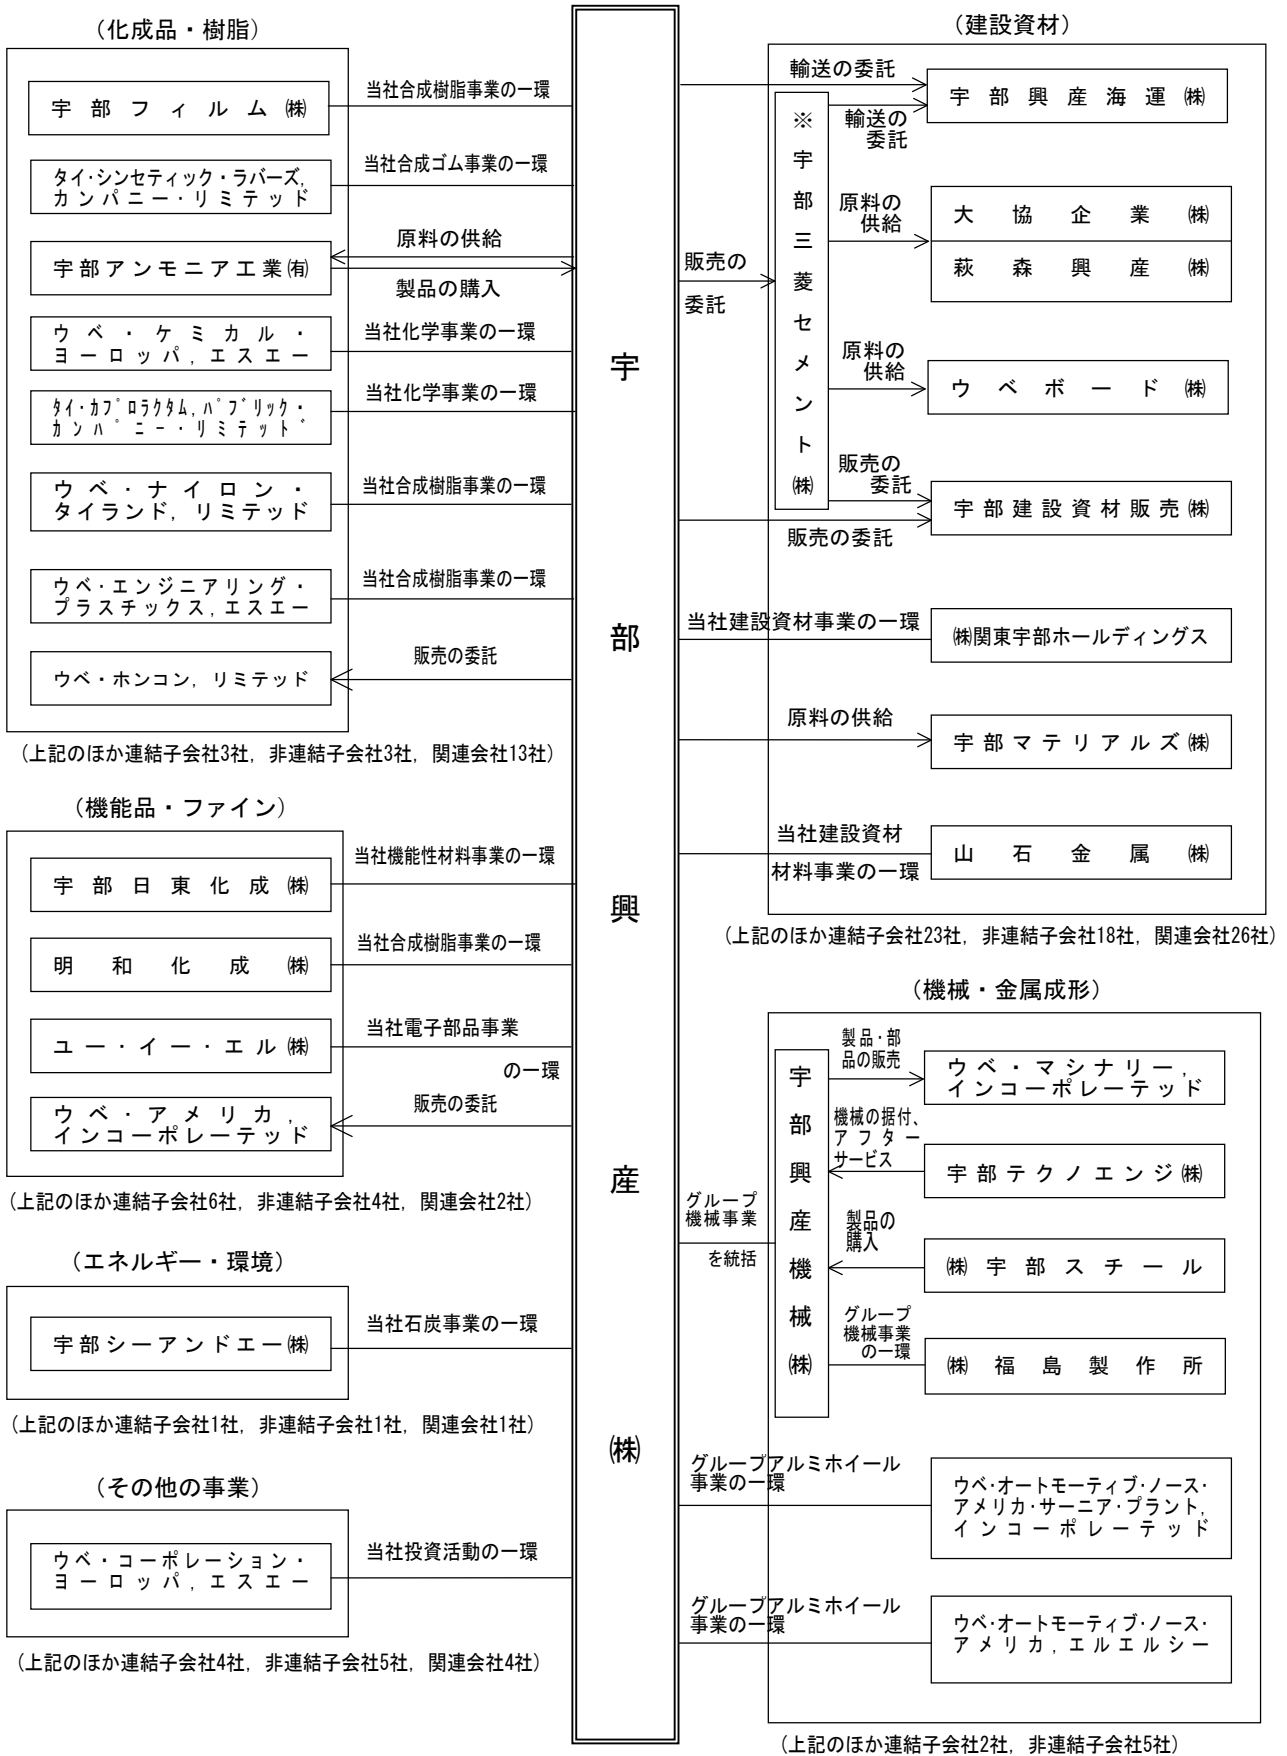 (化成品・樹脂)
宇部フィルム㈱
当社合成樹脂事業の一環
タイ・シンセティック・ラバーズ,
カンパニー・リミテッド
当社合成ゴム事業の一環
宇部アンモニア工業㈲
原料の供給
製品の購入
ウベ・ケミカル・
ヨーロッパ,エスエー
当社化学事業の一環
ﾀｲ･ｶﾌﾟﾛﾗｸﾀﾑ,ﾊﾟﾌﾞﾘｯｸ・
ｶﾝﾊﾟﾆｰ・ﾘﾐﾃｯﾄﾞ
当社化学事業の一環
ウベ・ナイロン・
タイランド,リミテッド
当社合成樹脂事業の一環
ウベ・エンジニアリング・
プラスチックス,エスエー
当社合成樹脂事業の一環
ウベ・ホンコン,リミテッド
販売の委託
(上記のほか連結子会社3社,非連結子会社3社,関連会社13社)
(機能品・ファイン)
宇部日東化成㈱
当社機能性材料事業の一環
明和化成㈱
当社合成樹脂事業の一環
ユー・イー・エル㈱
当社電子部品事業
の一環
ウベ・アメリカ,
インコーポレーテッド
販売の委託
(上記のほか連結子会社6社,非連結子会社4社,関連会社2社)
(エネルギー・環境)
宇部シーアンドエー㈱
当社石炭事業の一環
(上記のほか連結子会社1社,非連結子会社1社,関連会社1社)
(その他の事業)
ウベ・コーポレーション・
ヨーロッパ,エスエー
当社投資活動の一環
(上記のほか連結子会社4社,非連結子会社5社,関連会社4社)
宇部興産㈱
(建設資材)
輸送の委託
宇部興産海運㈱
※宇部三菱セメント㈱
輸送の
委託
販売の
委託
原料の
供給
大協企業㈱
萩森興産㈱
原料の
供給
ウベボード㈱
販売の
委託
宇部建設資材販売㈱
販売の委託
当社建設資材事業の一環
㈱関東宇部ホールディングス
原料の供給
宇部マテリアルズ㈱
当社建設資材
材料事業の一環
山石金属㈱
(上記のほか連結子会社23社,非連結子会社18社,関連会社26社)
(機械・金属成形)
グループ
機械事業
を統括
宇部興産機械㈱
製品・部
品の販売
ウベ・マシナリー,
インコーポレーテッド
機械の据付、
アフター
サービス
宇部テクノエンジ㈱
製品の
購入
㈱宇部スチール
グループ
機械事業
の一環
㈱福島製作所
グループアルミホイール
事業の一環
ウベ・オートモーティブ・ノース・
アメリカ・サーニア・プラント,
インコーポレーテッド
グループアルミホイール
事業の一環
ウベ・オートモーティブ・ノース・
アメリカ,エルエルシー
(上記のほか連結子会社2社,非連結子会社5社)